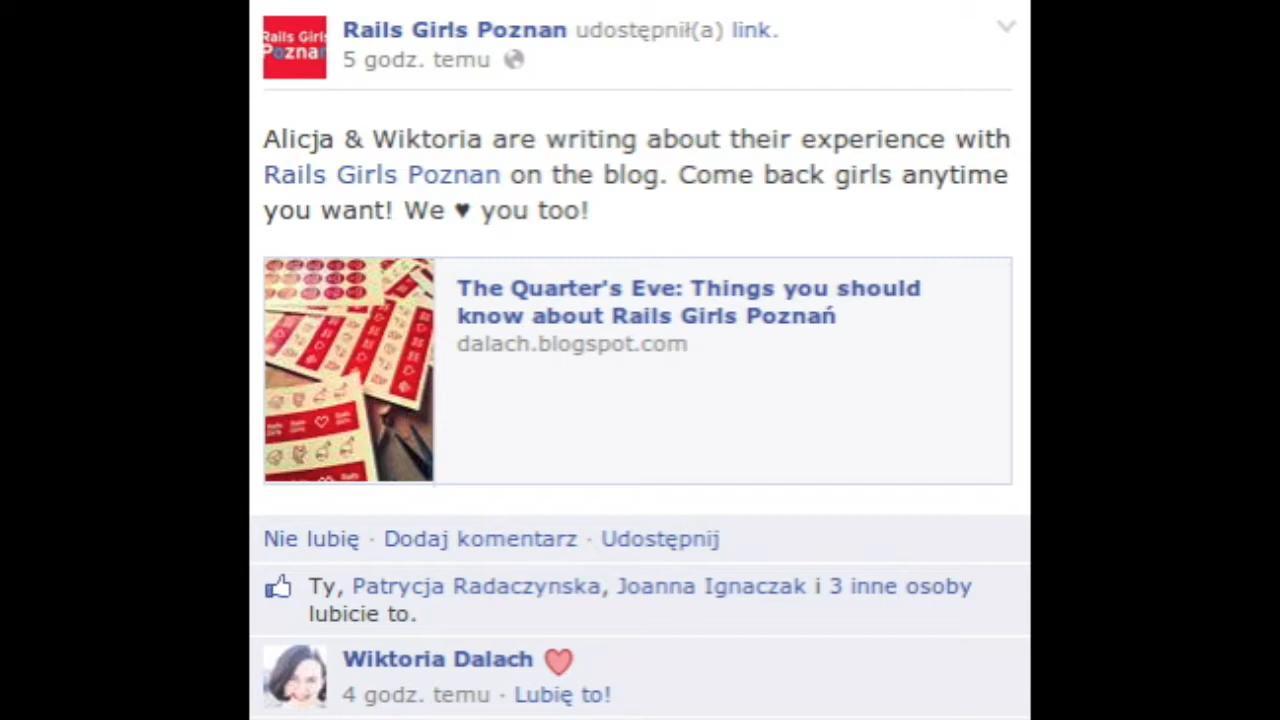 Rails Girls
Poznan
Rails Girls Poznan udostępnił(a) link.
5 godz. temu
Alicja & Wiktoria are writing about their experience with
Rails Girls Poznan on the blog. Come back girls anytime
you want! We ♥ you too!
The Quarter's Eve: Things you should
know about Rails Girls Poznań
dalach.blogspot.com
Nie lubię · Dodaj komentarz · Udostępnij
Ty, Patrycja Radaczynska, Joanna Ignaczak i 3 inne osoby
lubicie to.
Wiktoria Dalach
4 godz. temu · Lubię to!